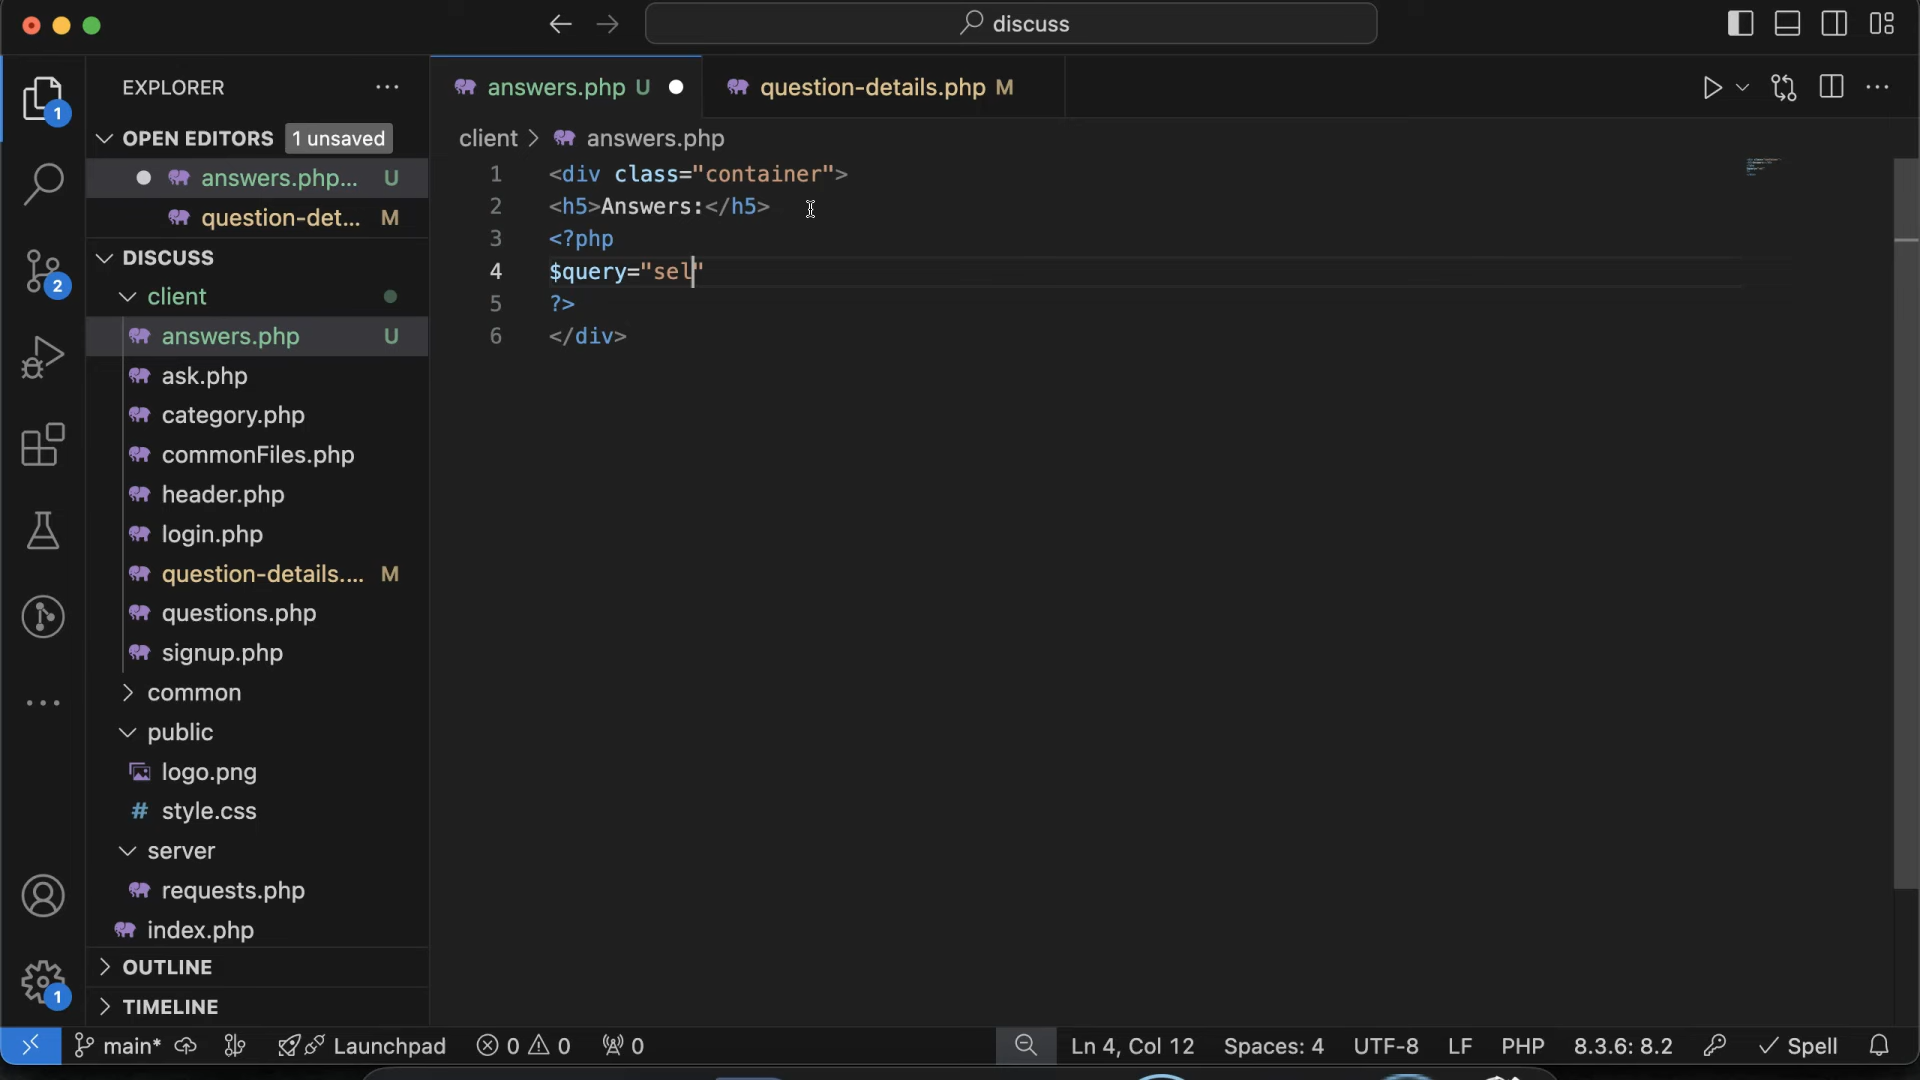 discuss
EXPLORER
answers.php U
question-details.php M
OPEN EDITORS 1 unsaved
client > answers.php
answers.php... U
question-det... M
1 <div class="container">
2 <h5>Answers:</h5>
3 <?php
4 $query="sel"
5 ?>
6 </div>
DISCUSS
client
answers.php U
ask.php
category.php
commonFiles.php
header.php
login.php
question-details.... M
questions.php
signup.php
common
public
logo.png
# style.css
server
requests.php
index.php
OUTLINE
TIMELINE
1
2
1
main* Launchpad 0 0 0 Ln 4, Col 12 Spaces: 4 UTF-8 LF PHP 8.3.6: 8.2 Spell